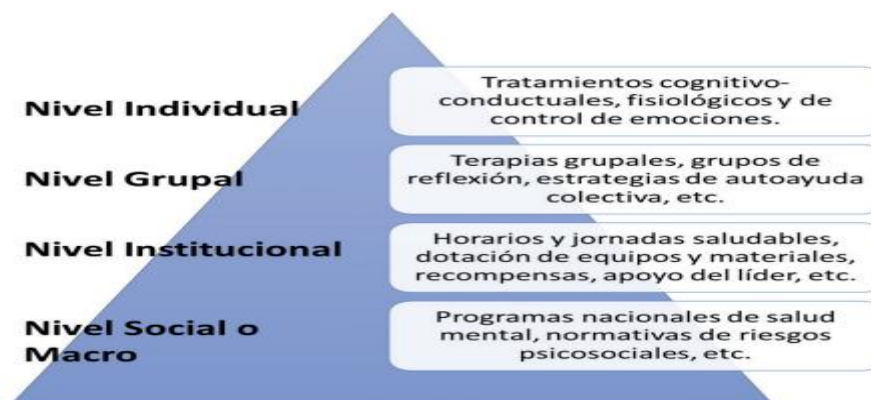 Nivel Individual
Tratamientos cognitivo-
conductuales, fisiológicos y de
control de emociones.
Nivel Grupal
Terapias grupales, grupos de
reflexión, estrategias de autoayuda
colectiva, etc.
Nivel Institucional
Horarios y jornadas saludables,
dotación de equipos y materiales,
recompensas, apoyo del líder, etc.
Nivel Social o
Macro
Programas nacionales de salud
mental, normativas de riesgos
psicosociales, etc.